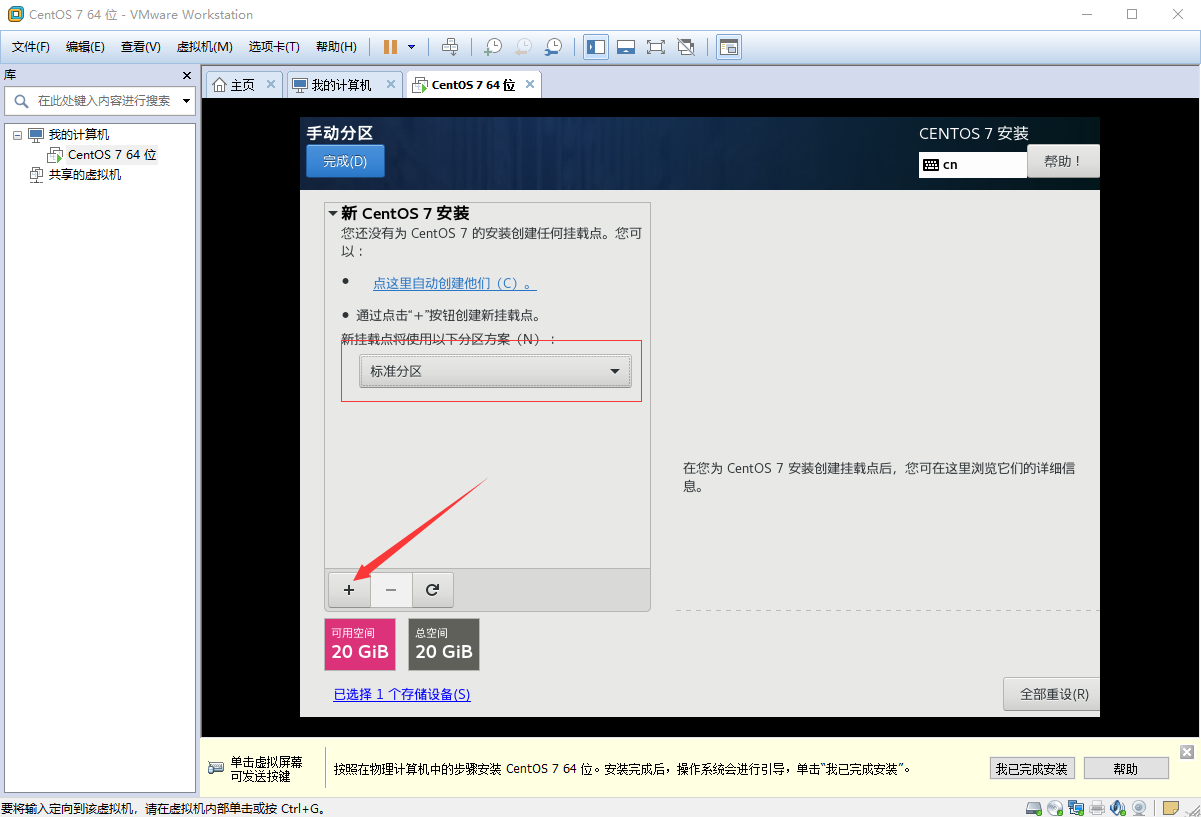 CentOS 7 64 位 - VMware Workstation
文件(F) 编辑(E) 查看(V) 虚拟机(M) 选项卡(T) 帮助(H)
库
在此处键入内容进行搜索
我的计算机
CentOS 7 64 位
共享的虚拟机
主页 我的计算机 CentOS 7 64 位
手动分区
CENTOS 7 安装
完成(D)
cn
帮助！
新 CentOS 7 安装
您还没有为 CentOS 7 的安装创建任何挂载点。您可
以：
点这里自动创建他们（C）。
通过点击“+”按钮创建新挂载点。
新挂载点将使用以下分区方案（N）：
标准分区
在您为 CentOS 7 安装创建挂载点后，您可在这里浏览它们的详细信
息。
+ −
可用空间
20 GiB
总空间
20 GiB
已选择 1 个存储设备(S)
全部重设(R)
单击虚拟屏幕
可发送按键
按照在物理计算机中的步骤安装 CentOS 7 64 位。安装完成后，操作系统会进行引导，单击“我已完成安装”。
我已完成安装
帮助
要将输入定向到该虚拟机，请在虚拟机内部单击或按 Ctrl+G。